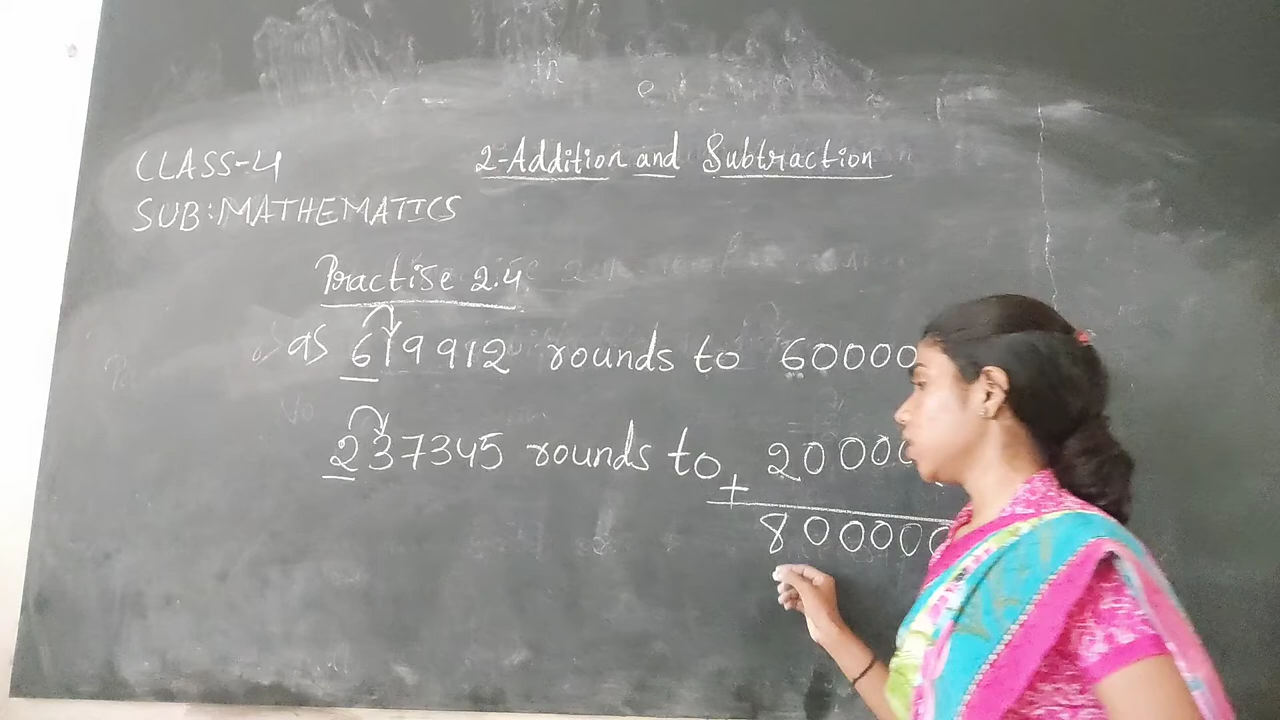 CLASS-4
2-Addition and Subtraction
SUB:MATHEMATICS
Practise 2.4
as 619912 rounds to 60000
237345 rounds to 2000
+
800000